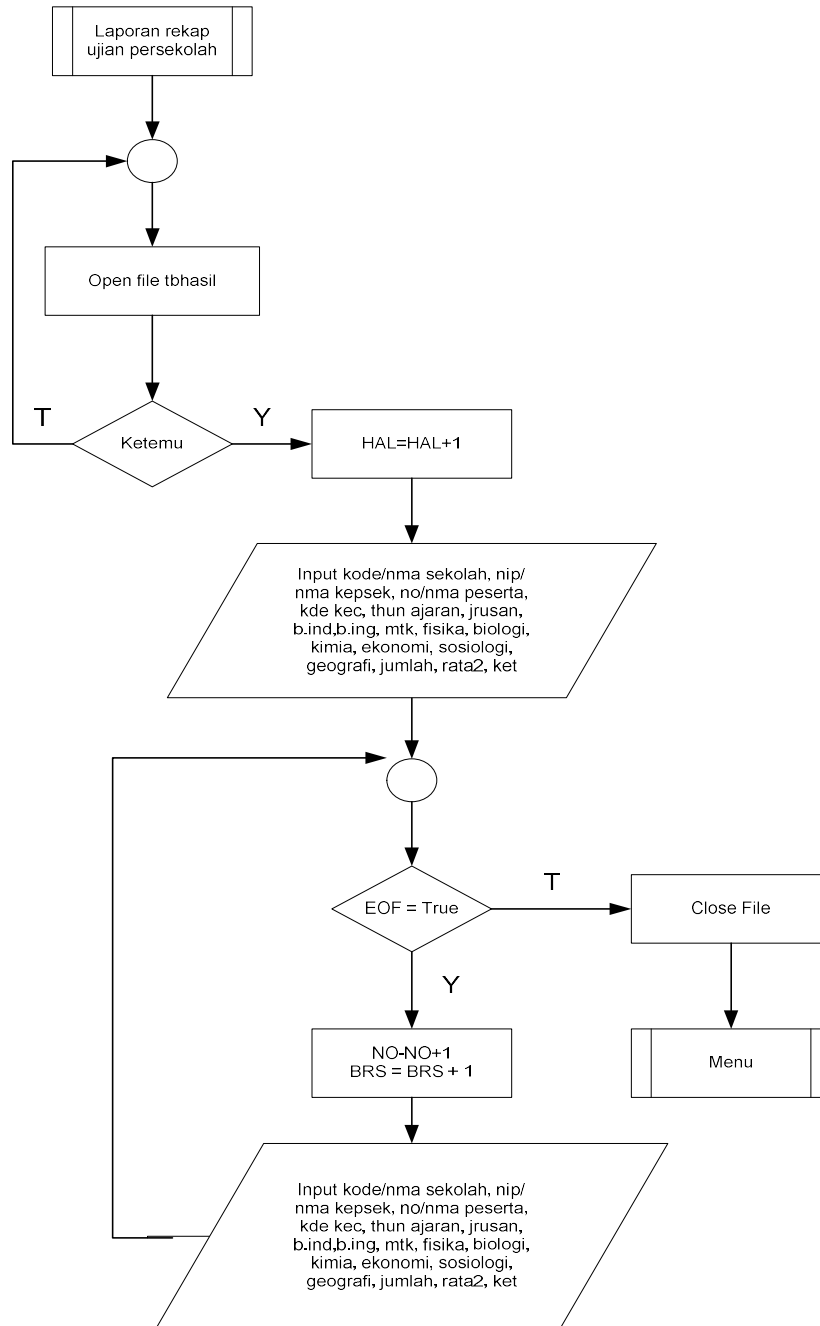 Laporan rekap
ujian persekolah
Open file tbhasil
T
Ketemu
Y
HAL=HAL+1
Input kode/nma sekolah, nip/
nma kepsek, no/nma peserta,
kde kec, thun ajaran, jrusan,
b.ind,b.ing, mtk, fisika, biologi,
kimia, ekonomi, sosiologi,
geografi, jumlah, rata2, ket
EOF = True
T
Close File
Y
NO-NO+1
BRS = BRS + 1
Menu
Input kode/nma sekolah, nip/
nma kepsek, no/nma peserta,
kde kec, thun ajaran, jrusan,
b.ind,b.ing, mtk, fisika, biologi,
kimia, ekonomi, sosiologi,
geografi, jumlah, rata2, ket